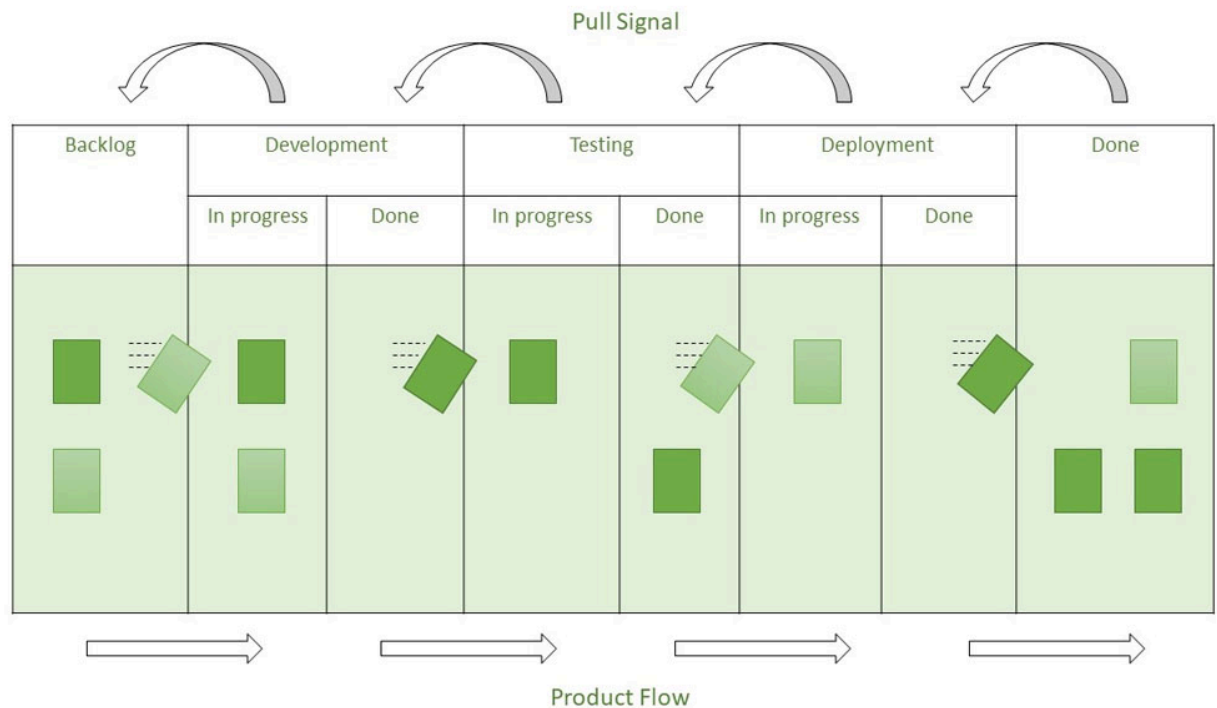 Pull Signal
Backlog
Development
Testing
Deployment
Done
In progress
Done
In progress
Done
In progress
Done
Product Flow